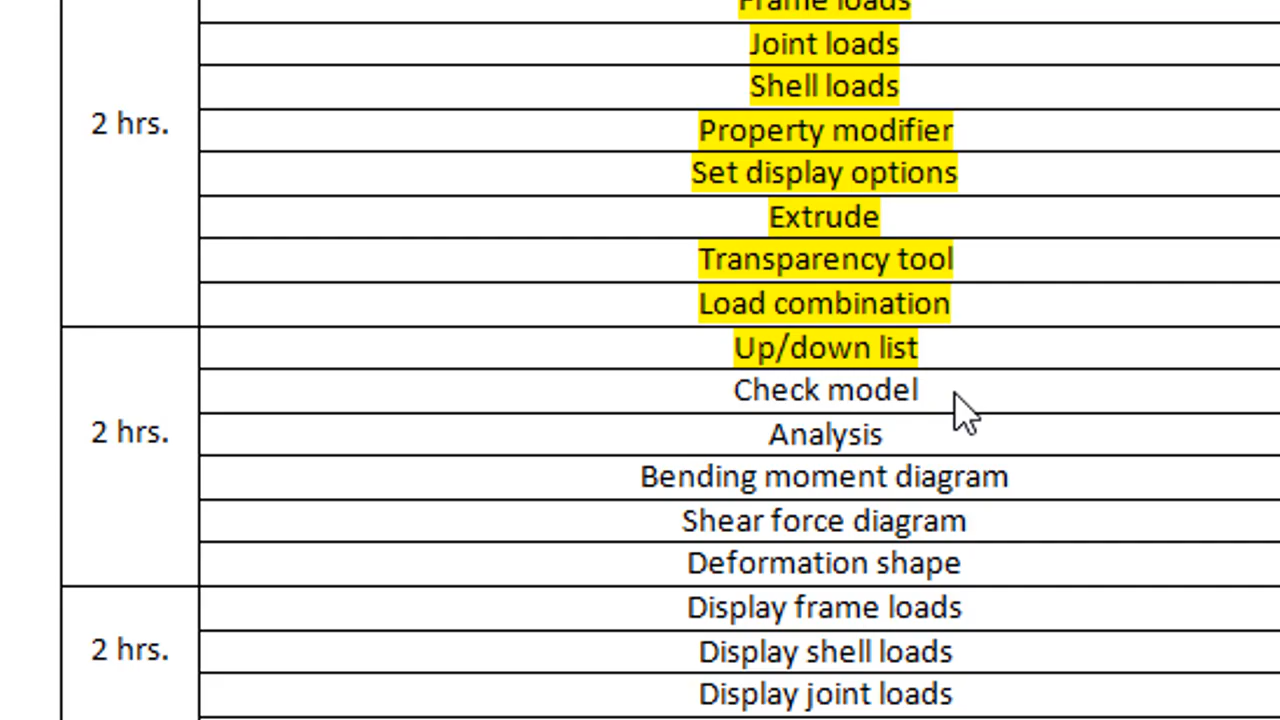 Frame loads
Joint loads
Shell loads
2 hrs.
Property modifier
Set display options
Extrude
Transparency tool
Load combination
Up/down list
Check model
2 hrs.
Analysis
Bending moment diagram
Shear force diagram
Deformation shape
Display frame loads
2 hrs.
Display shell loads
Display joint loads